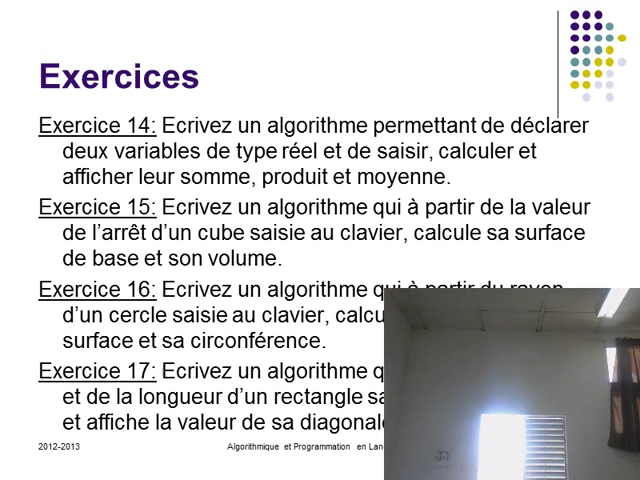 Exercices
Exercice 14: Ecrivez un algorithme permettant de déclarer
deux variables de type réel et de saisir, calculer et
afficher leur somme, produit et moyenne.
Exercice 15: Ecrivez un algorithme qui à partir de la valeur
de l’arrêt d’un cube saisie au clavier, calcule sa surface
de base et son volume.
Exercice 16: Ecrivez un algorithme qui à partir du rayon
d’un cercle saisie au clavier,
surface et sa circonférence.
Exercice 17: Ecrivez un algorithme
et de la longueur d’un rectangle
et affiche la valeur de sa diagonale
2012-2013
Algorithmique et Programmation en